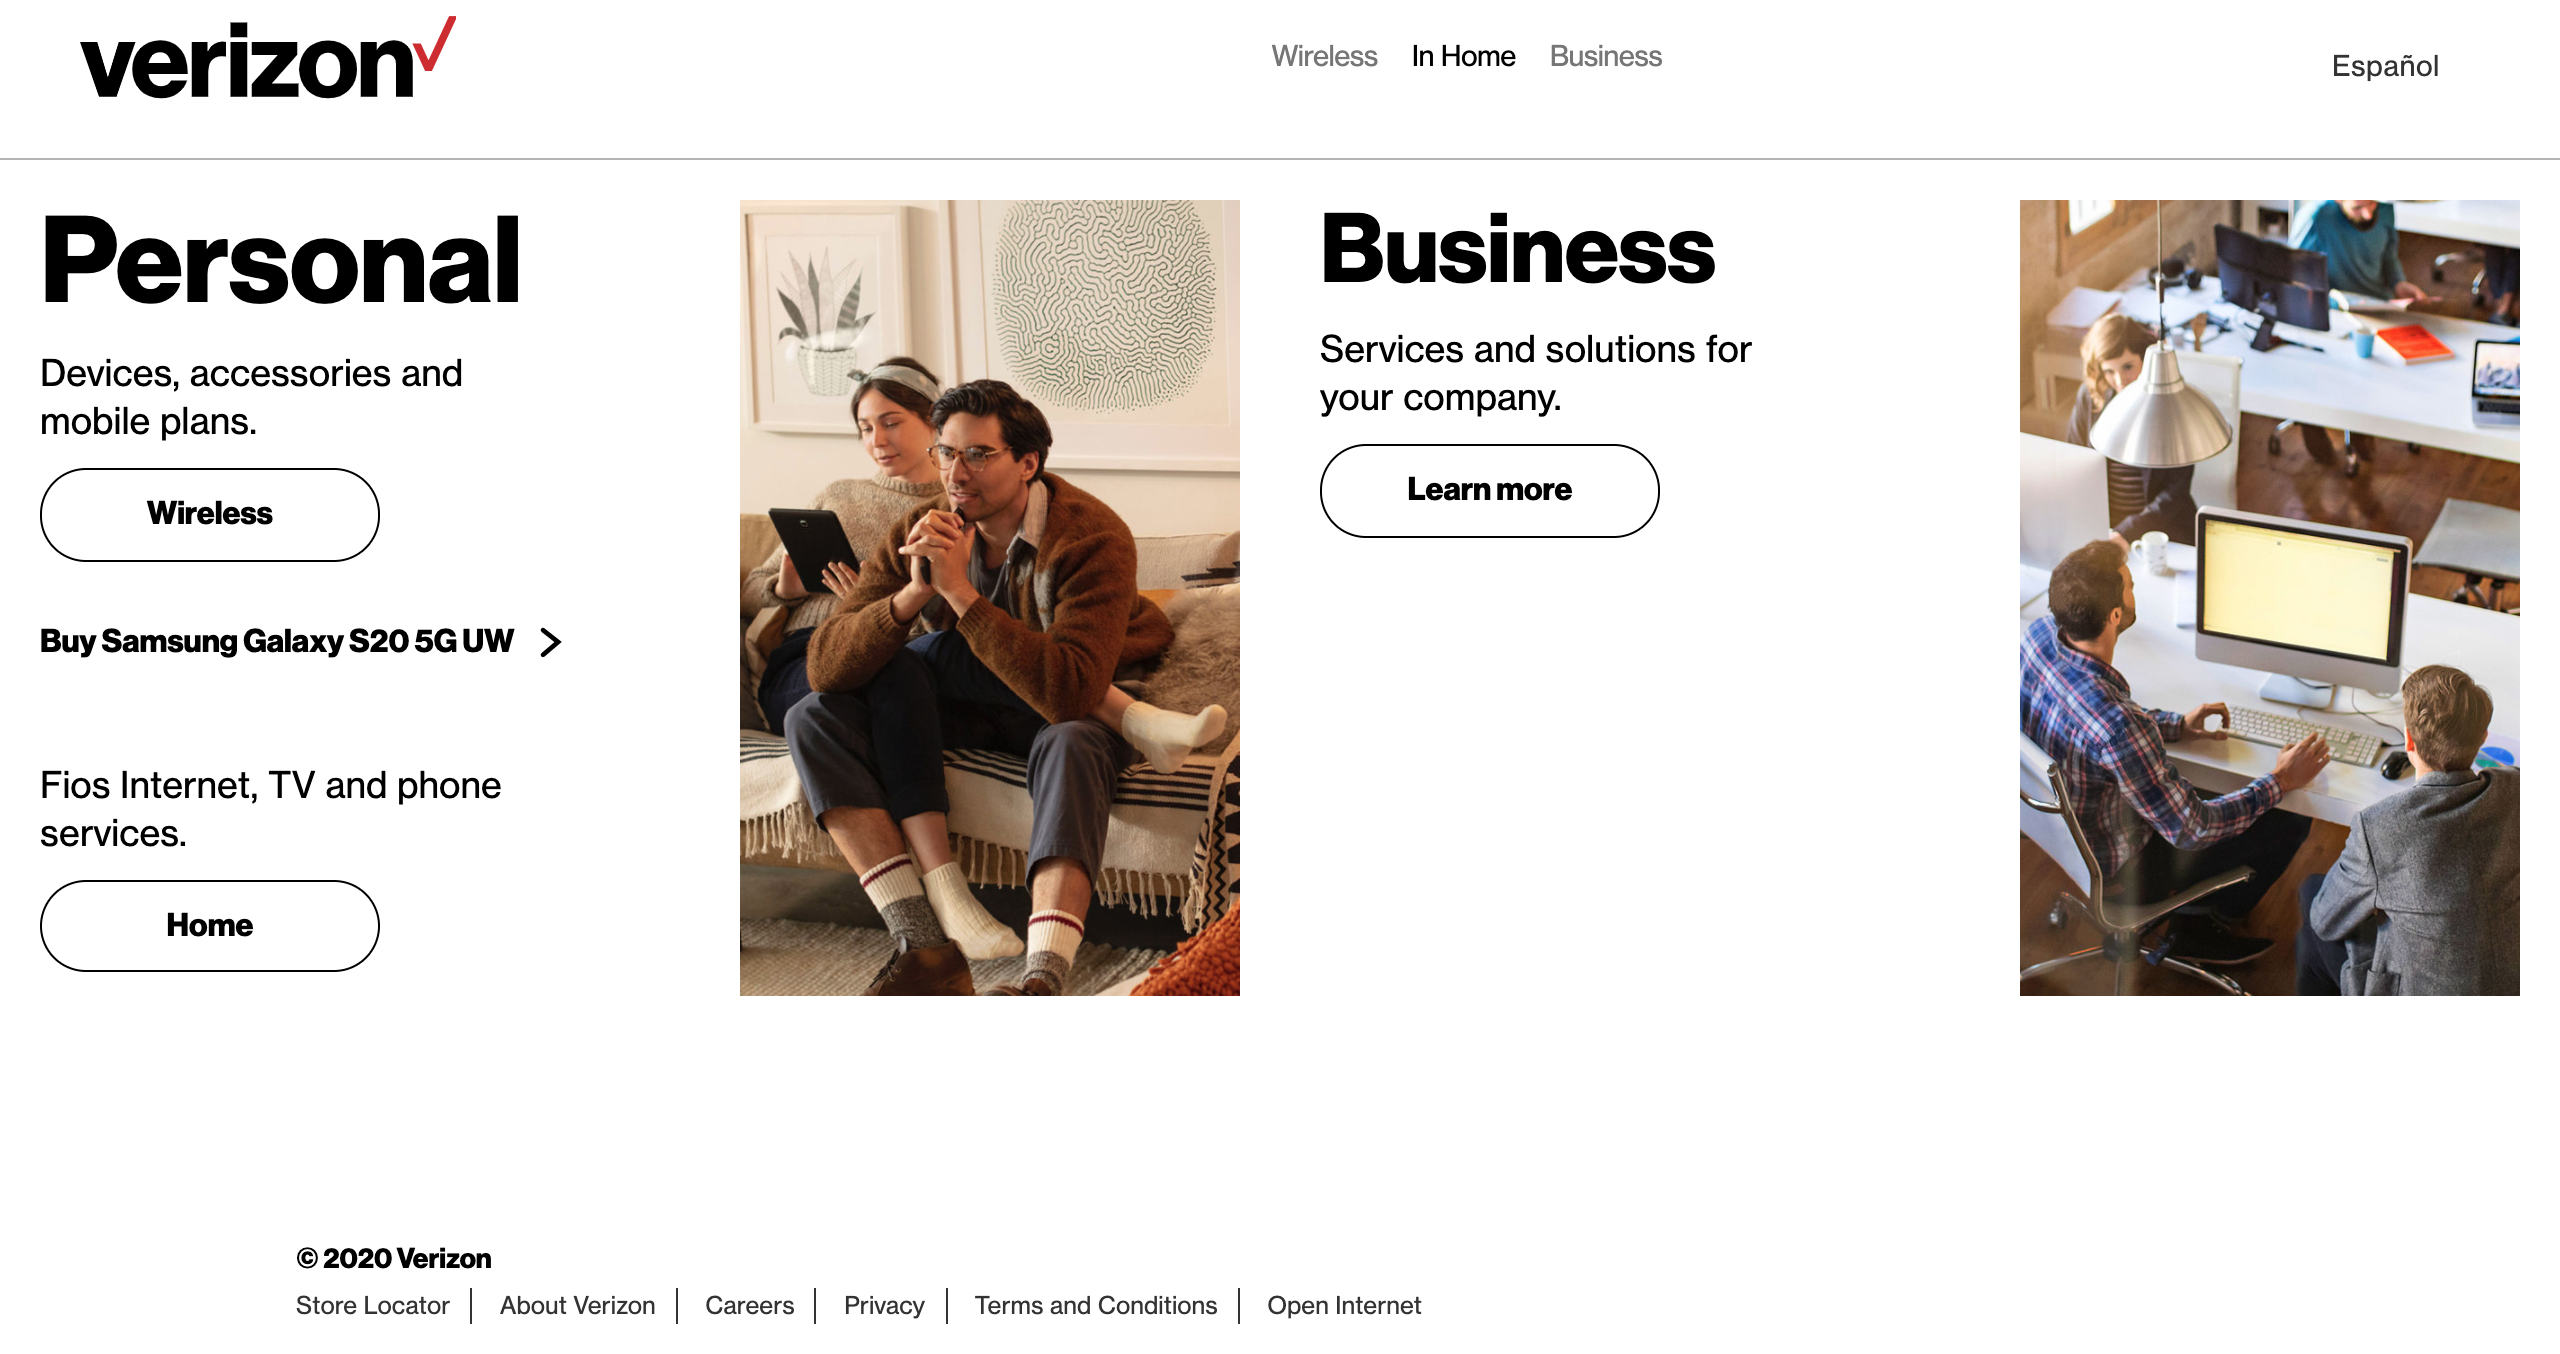 verizon
Wireless
In Home
Business
Español
Personal
Devices, accessories and
mobile plans.
Wireless
Buy Samsung Galaxy S20 5G UW
Fios Internet, TV and phone
services.
Home
Business
Services and solutions for
your company.
Learn more
© 2020 Verizon
Store Locator
About Verizon
Careers
Privacy
Terms and Conditions
Open Internet